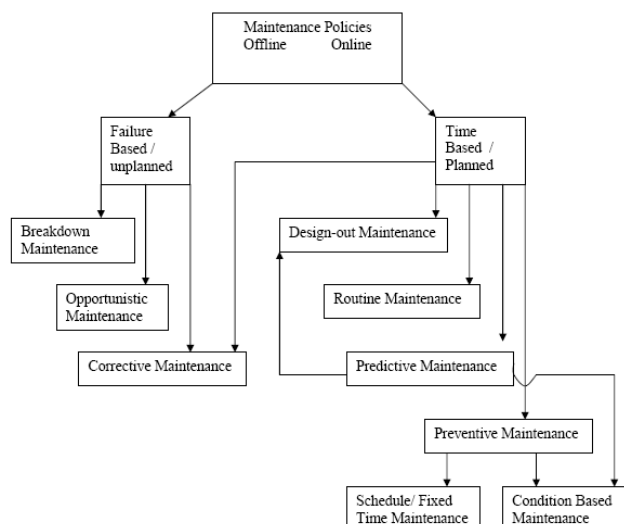 Maintenance Policies
Offline Online
Failure
Based /
unplanned
Time
Based /
Planned
Breakdown
Maintenance
Design-out Maintenance
Opportunistic
Maintenance
Routine Maintenance
Corrective Maintenance
Predictive Maintenance
Preventive Maintenance
Schedule/ Fixed
Time Maintenance
Condition Based
Maintenance